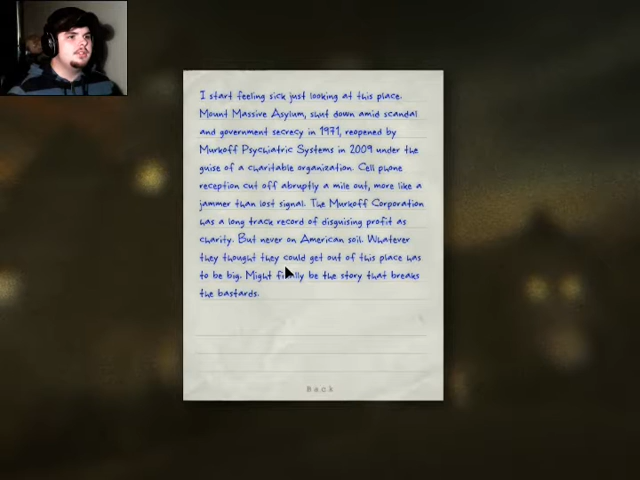 I start feeling sick just looking at this place.
Mount Massive Asylum, shut down amid scandal
and government secrecy in 1971, reopened by
Murkoff Psychiatric Systems in 2009 under the
guise of a charitable organization. Cell phone
reception cut off abruptly a mile out, more like a
jammer than lost signal. The Murkoff Corporation
has a long track record of disguising profit as
charity. But never on American soil. Whatever
they thought they could get out of this place has
to be big. Might finally be the story that breaks
the bastards.
Back